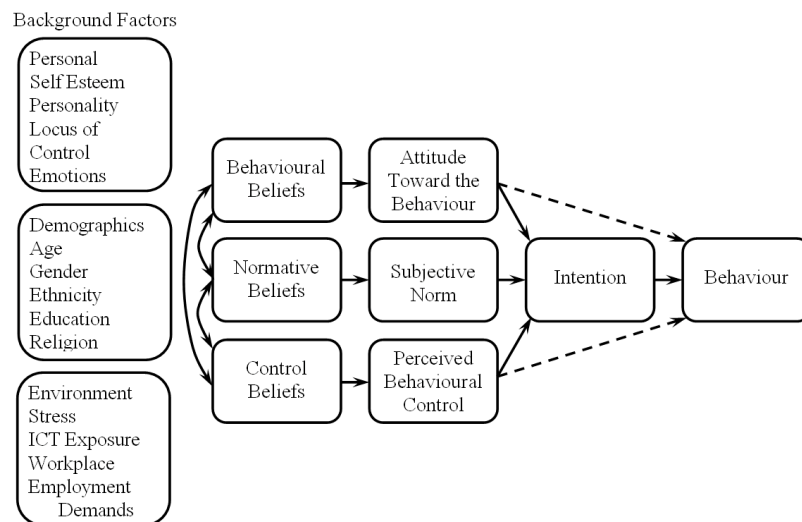 Background Factors
Personal
Self Esteem
Personality
Locus of
Control
Emotions
Demographics
Age
Gender
Ethnicity
Education
Religion
Environment
Stress
ICT Exposure
Workplace
Employment
Demands
Behavioural
Beliefs
Attitude
Toward the
Behaviour
Normative
Beliefs
Subjective
Norm
Intention
Behaviour
Control
Beliefs
Perceived
Behavioural
Control